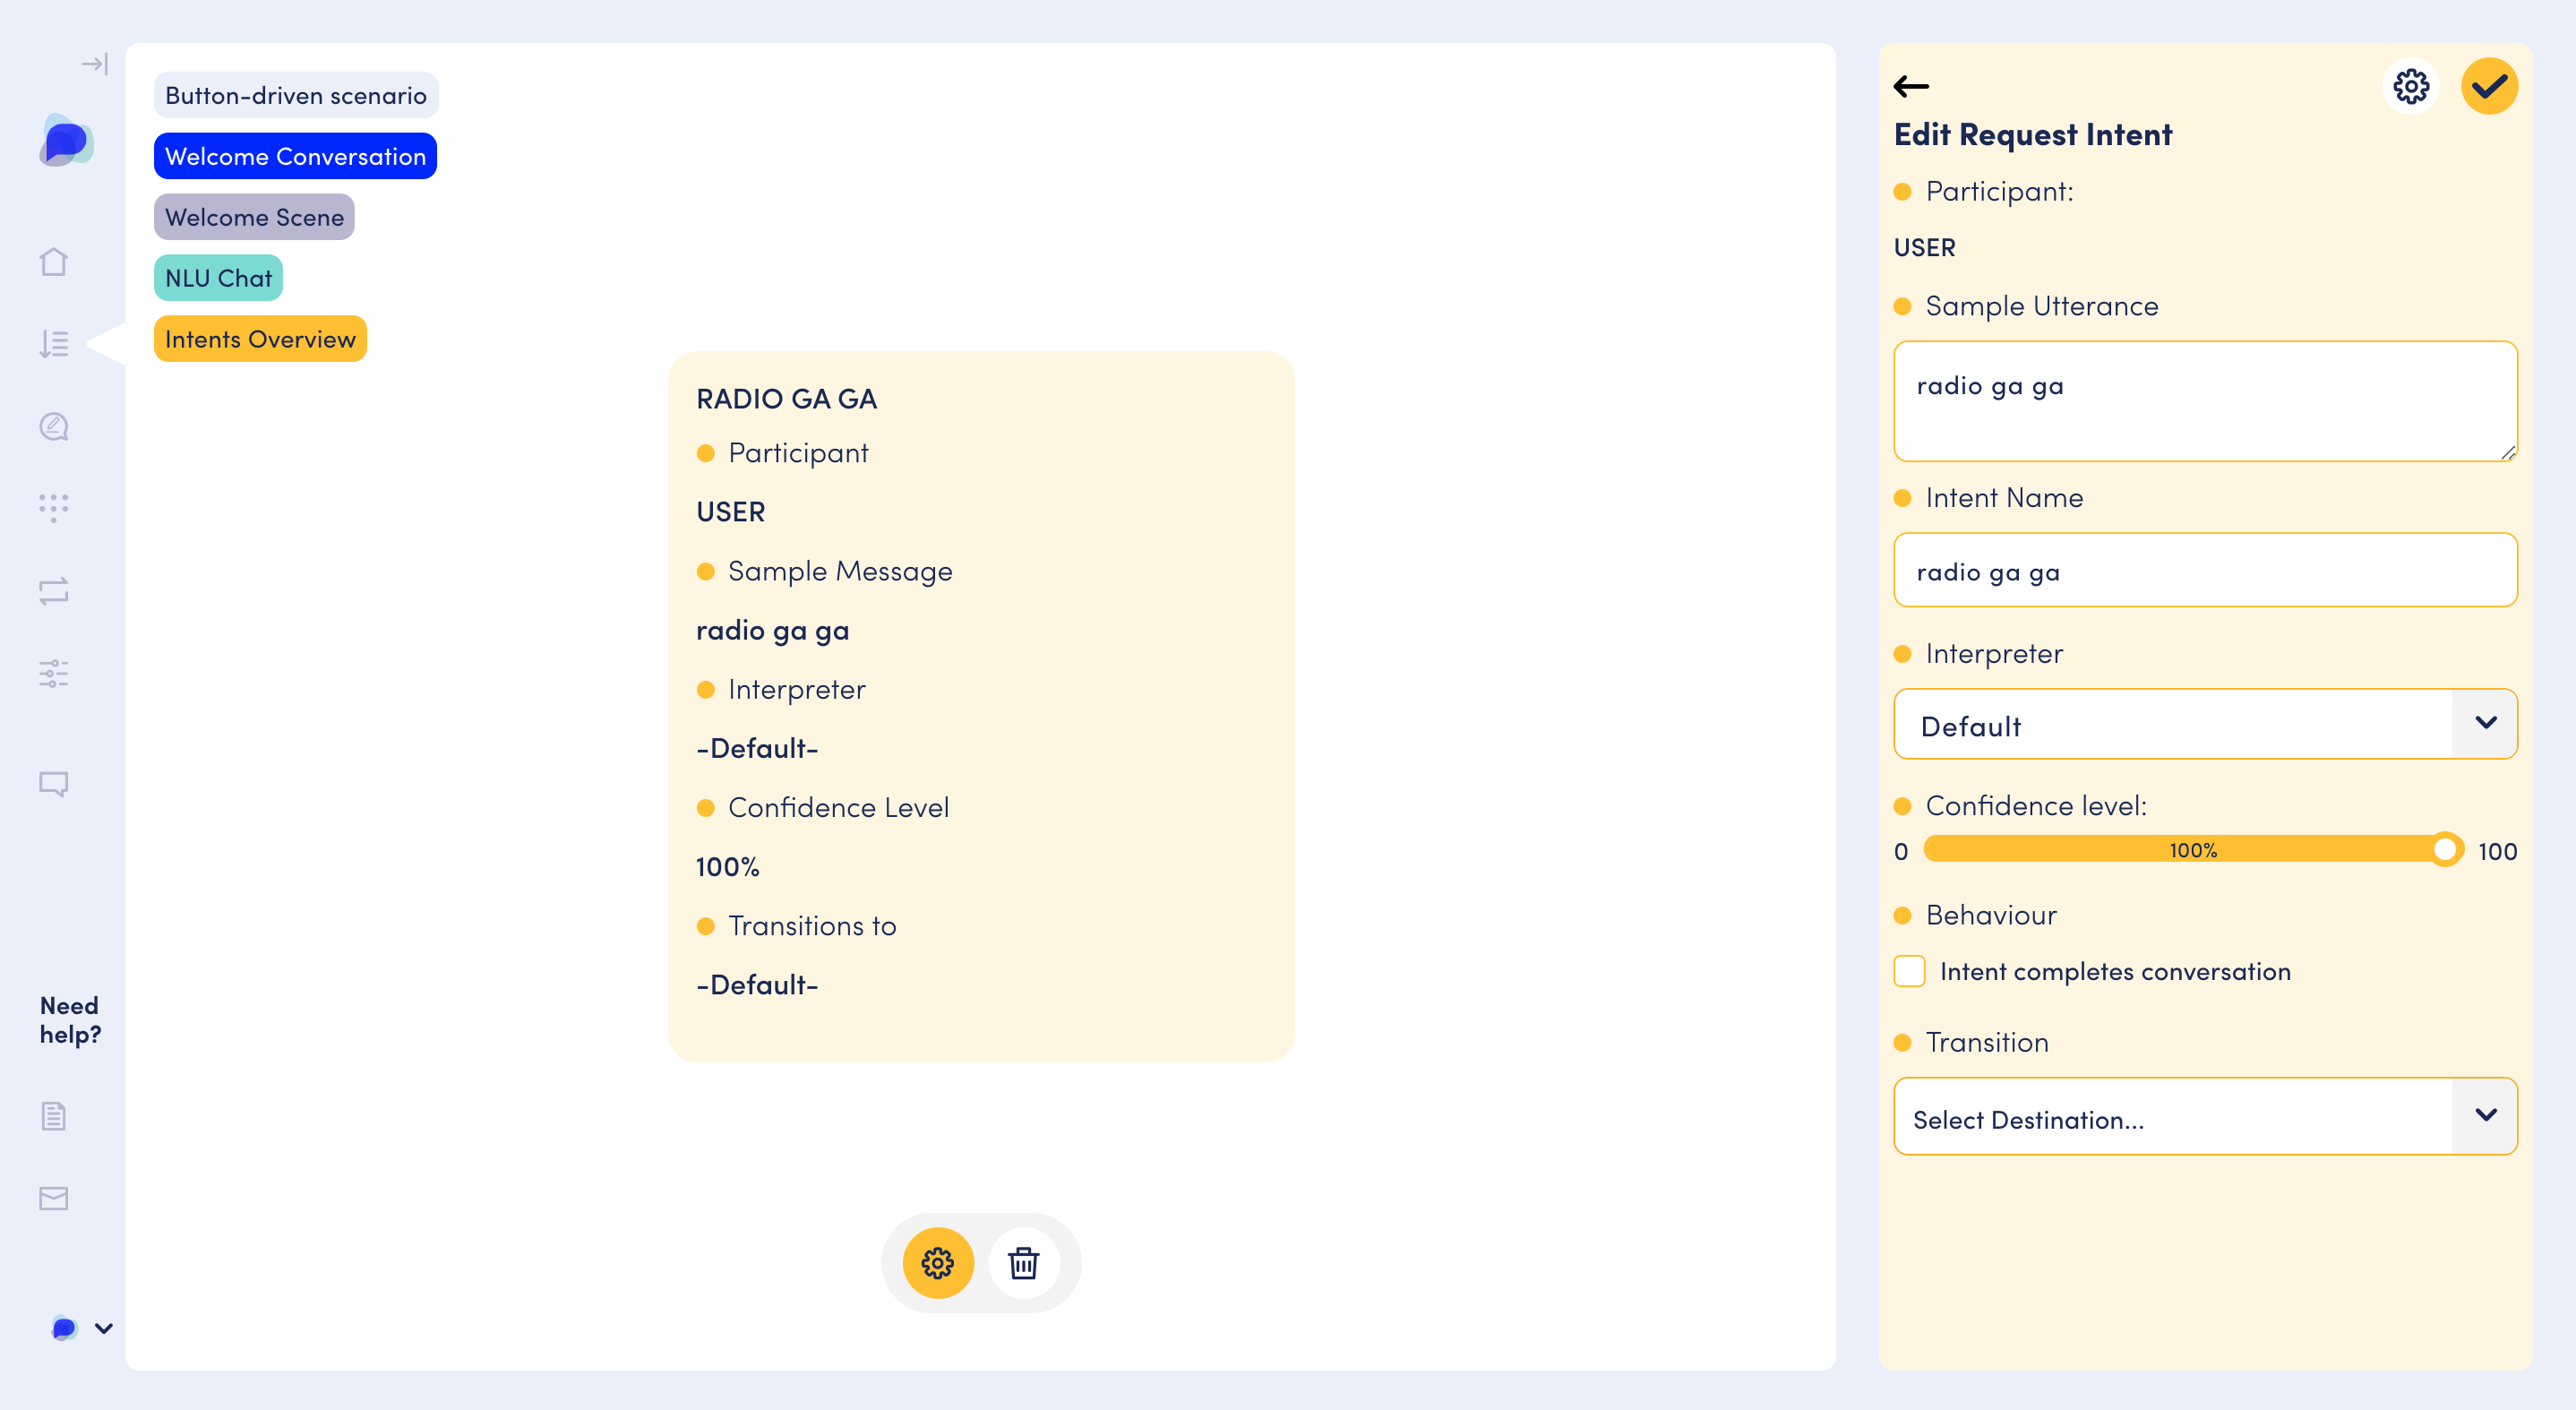 Button-driven scenario
Welcome Conversation
Welcome Scene
NLU Chat
Intents Overview
Need
help?
RADIO GA GA
Participant
USER
Sample Message
radio ga ga
Interpreter
-Default-
Confidence Level
100%
Transitions to
-Default-
Edit Request Intent
Participant:
USER
Sample Utterance
radio ga ga
Intent Name
radio ga ga
Interpreter
Default
Confidence level:
0 100% 100
Behaviour
Intent completes conversation
Transition
Select Destination...